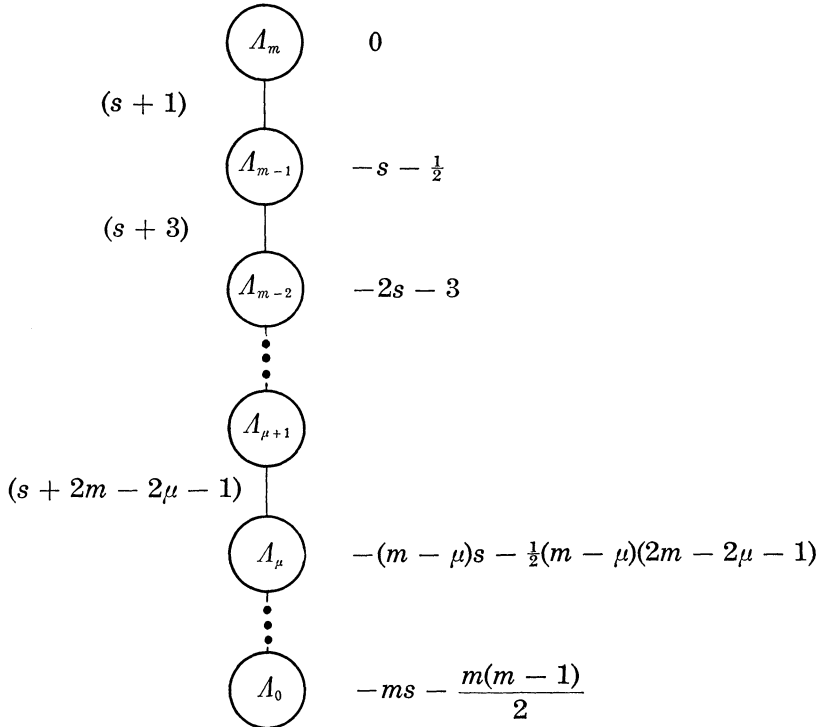 Λ_m 0
(s + 1)
Λ_{m−1} −s − ½
(s + 3)
Λ_{m−2} −2s − 3
Λ_{μ+1}
(s + 2m − 2μ − 1)
Λ_μ −(m − μ)s − ½(m − μ)(2m − 2μ − 1)
Λ_0 −ms − m(m − 1)/2